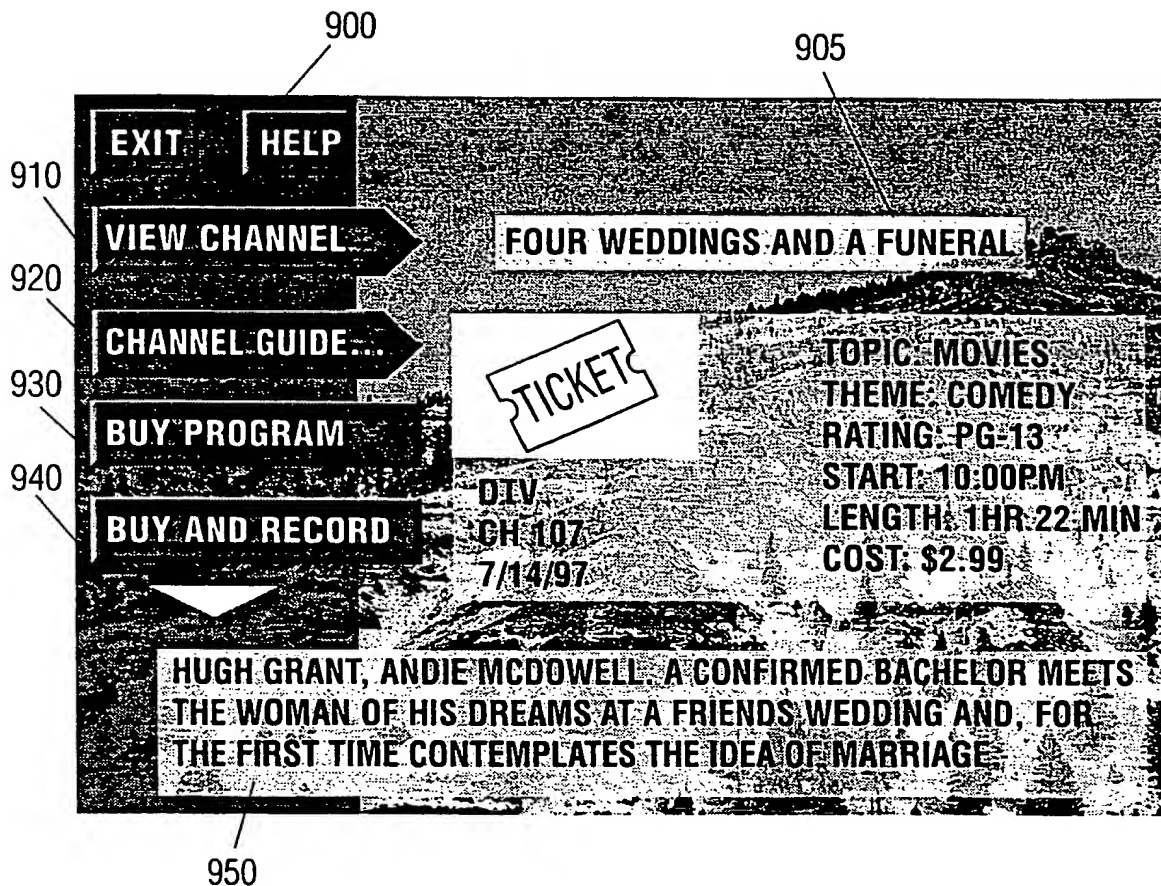 900
905
EXIT HELP
910
VIEW CHANNEL
FOUR WEDDINGS AND A FUNERAL
920
CHANNEL GUIDE...
TICKET
TOPIC: MOVIES
THEME: COMEDY
RATING: PG-13
START: 10:00PM
LENGTH: 1HR 22 MIN
COST: $2.99
930
BUY PROGRAM
940
BUY AND RECORD
DIV
CH 107
7/14/97
HUGH GRANT, ANDIE MCDOWELL. A CONFIRMED BACHELOR MEETS
THE WOMAN OF HIS DREAMS AT A FRIENDS WEDDING AND, FOR
THE FIRST TIME CONTEMPLATES THE IDEA OF MARRIAGE
950